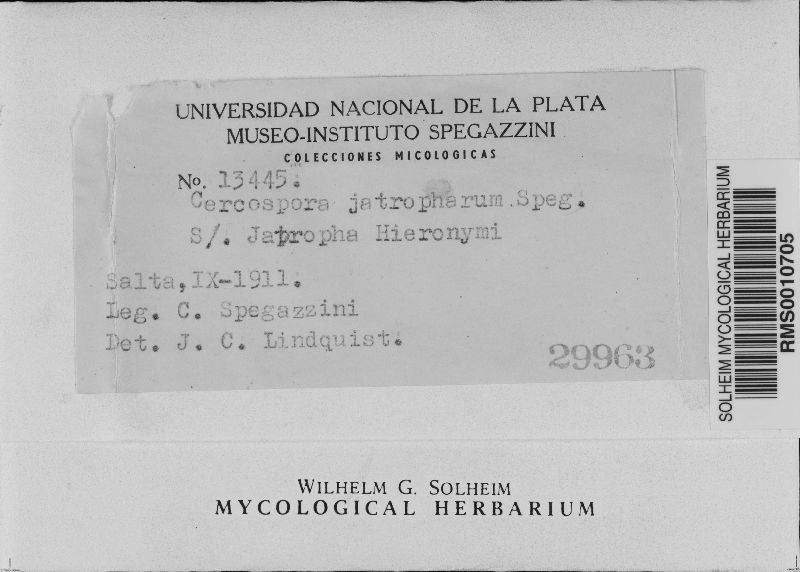 UNIVERSIDAD NACIONAL DE LA PLATA
MUSEO-INSTITUTO SPEGAZZINI
COLECCIONES MICOLOGICAS
No. 13445.
Cercospora jatropharum.Speg.
S/. Jatropha Hieronymi
Salta,IX-1911.
Leg. C. Spegazzini
Det. J. C. Lindquist.
29963
SOLHEIM MYCOLOGICAL HERBARIUM
RMS0010705
WILHELM G. SOLHEIM
MYCOLOGICAL HERBARIUM